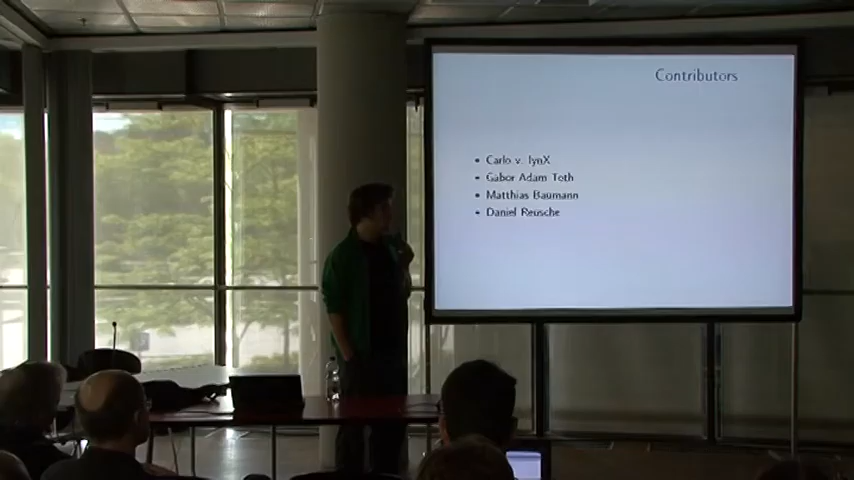 Contributors
• Carlo v. lynX
• Gabor Adam Toth
• Matthias Baumann
• Daniel Reusche